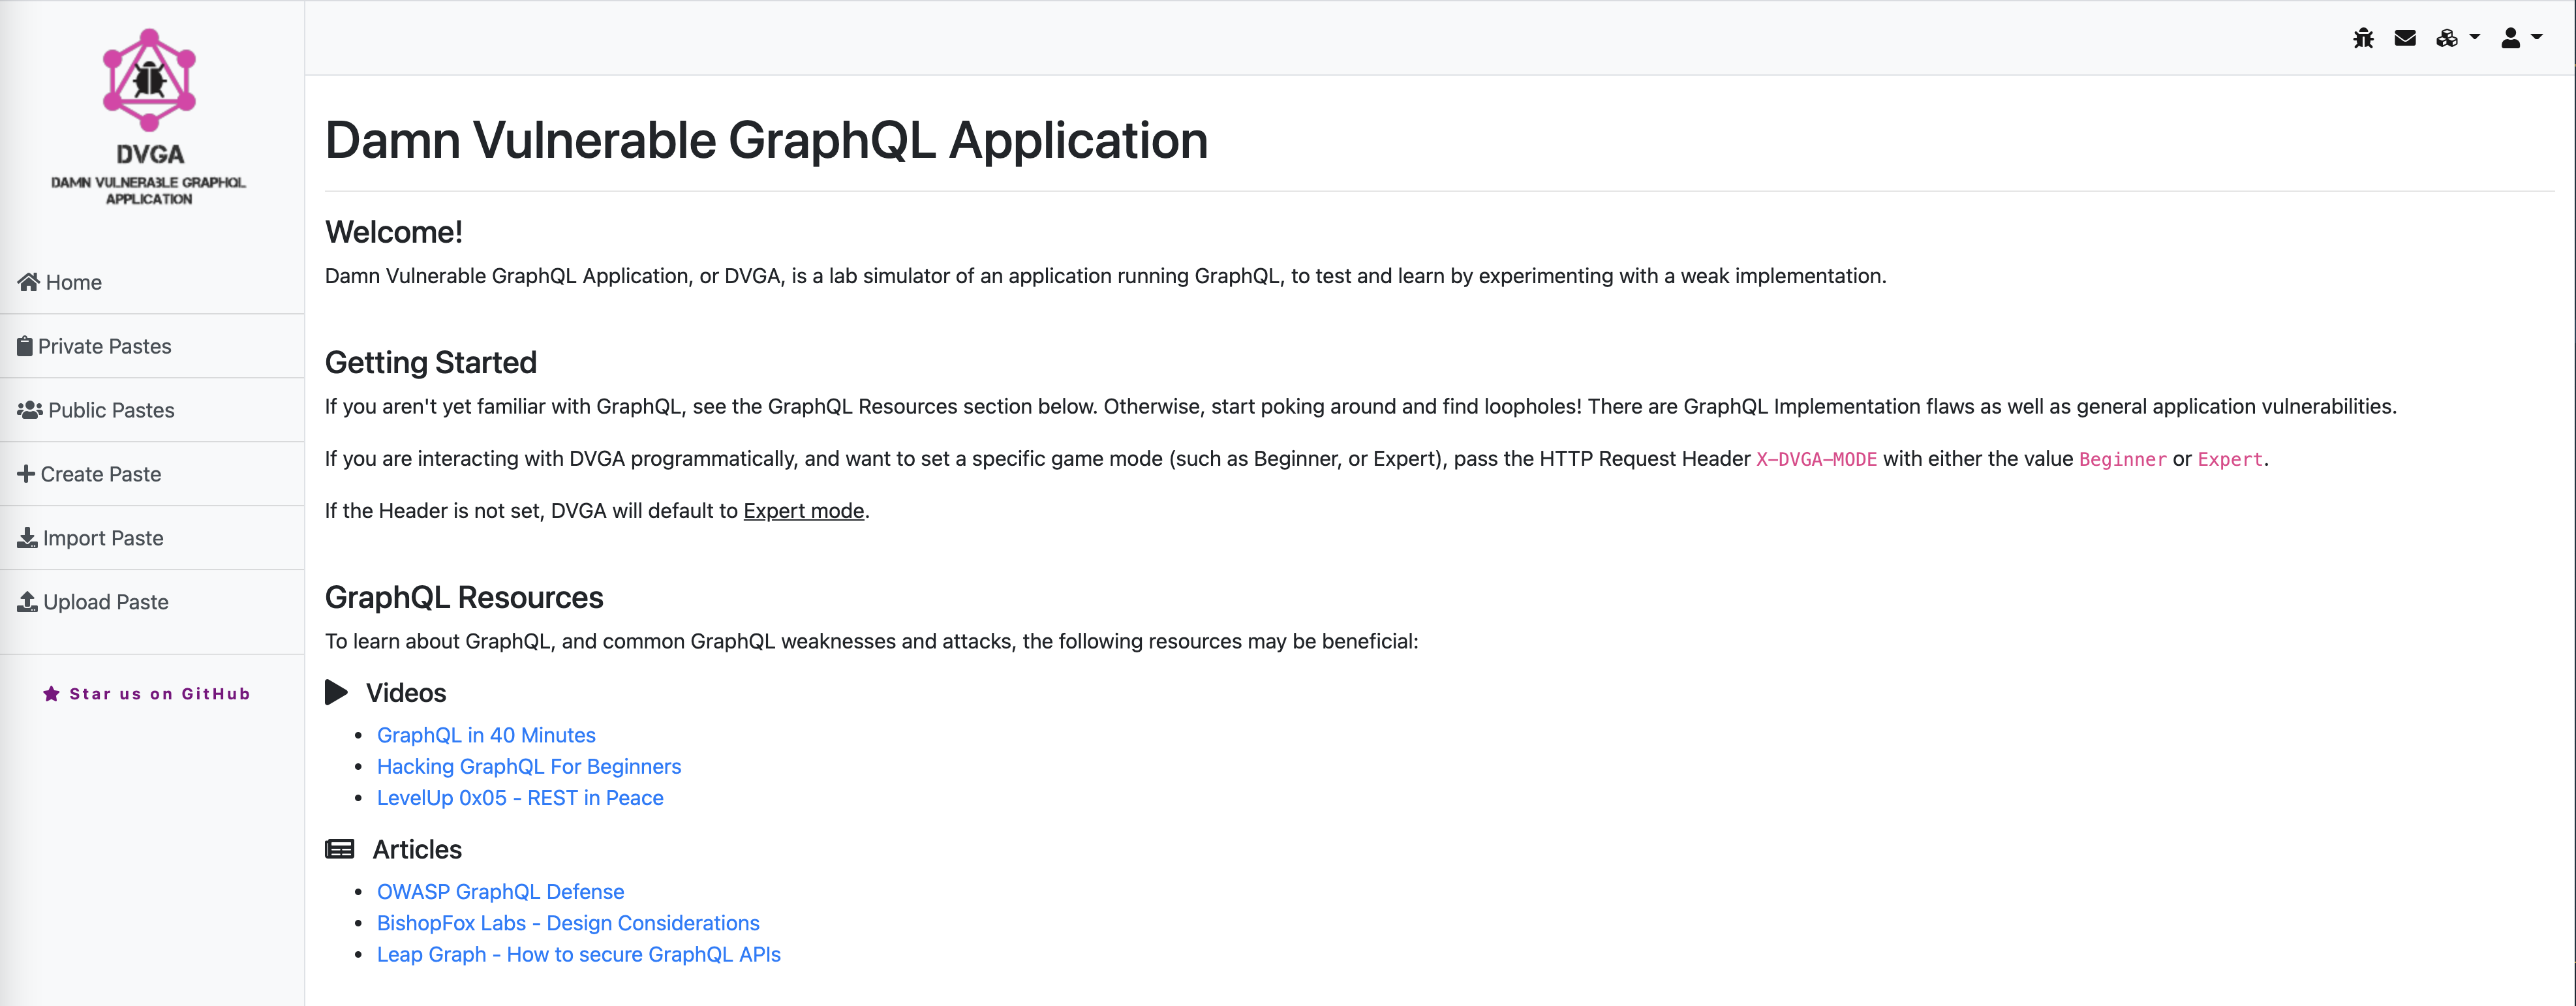 DVGA
DAMN VULNERA3LE GRAPHQL
APPLICATION
Home
Private Pastes
Public Pastes
Create Paste
Import Paste
Upload Paste
Star us on GitHub
Damn Vulnerable GraphQL Application
Welcome!
Damn Vulnerable GraphQL Application, or DVGA, is a lab simulator of an application running GraphQL, to test and learn by experimenting with a weak implementation.
Getting Started
If you aren't yet familiar with GraphQL, see the GraphQL Resources section below. Otherwise, start poking around and find loopholes! There are GraphQL Implementation flaws as well as general application vulnerabilities.
If you are interacting with DVGA programmatically, and want to set a specific game mode (such as Beginner, or Expert), pass the HTTP Request Header X-DVGA-MODE with either the value Beginner or Expert.
If the Header is not set, DVGA will default to Expert mode.
GraphQL Resources
To learn about GraphQL, and common GraphQL weaknesses and attacks, the following resources may be beneficial:
Videos
GraphQL in 40 Minutes
Hacking GraphQL For Beginners
LevelUp 0x05 - REST in Peace
Articles
OWASP GraphQL Defense
BishopFox Labs - Design Considerations
Leap Graph - How to secure GraphQL APIs